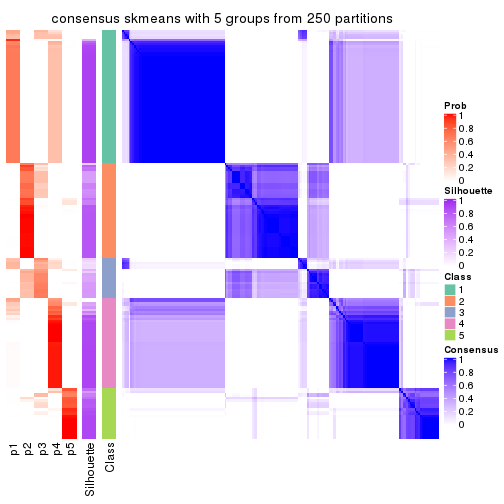 consensus skmeans with 5 groups from 250 partitions
Prob
1
0.8
0.6
0.4
0.2
0
Silhouette
1
0.8
0.6
0.4
0.2
0
Class
1
2
3
4
5
Consensus
1
0.8
0.6
0.4
0.2
0
p1
p2
p3
p4
p5
Silhouette
Class